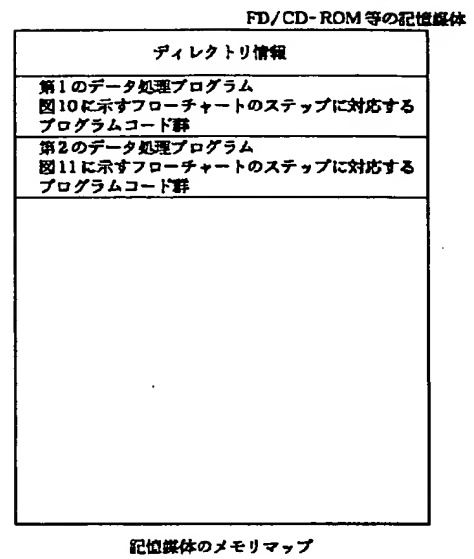 FD/CD-ROM等の記憶媒体
ディレクトリ情報
第1のデータ処理プログラム
図10に示すフローチャートのステップに対応する
プログラムコード群
第2のデータ処理プログラム
図11に示すフローチャートのステップに対応する
プログラムコード群
記憶媒体のメモリマップ